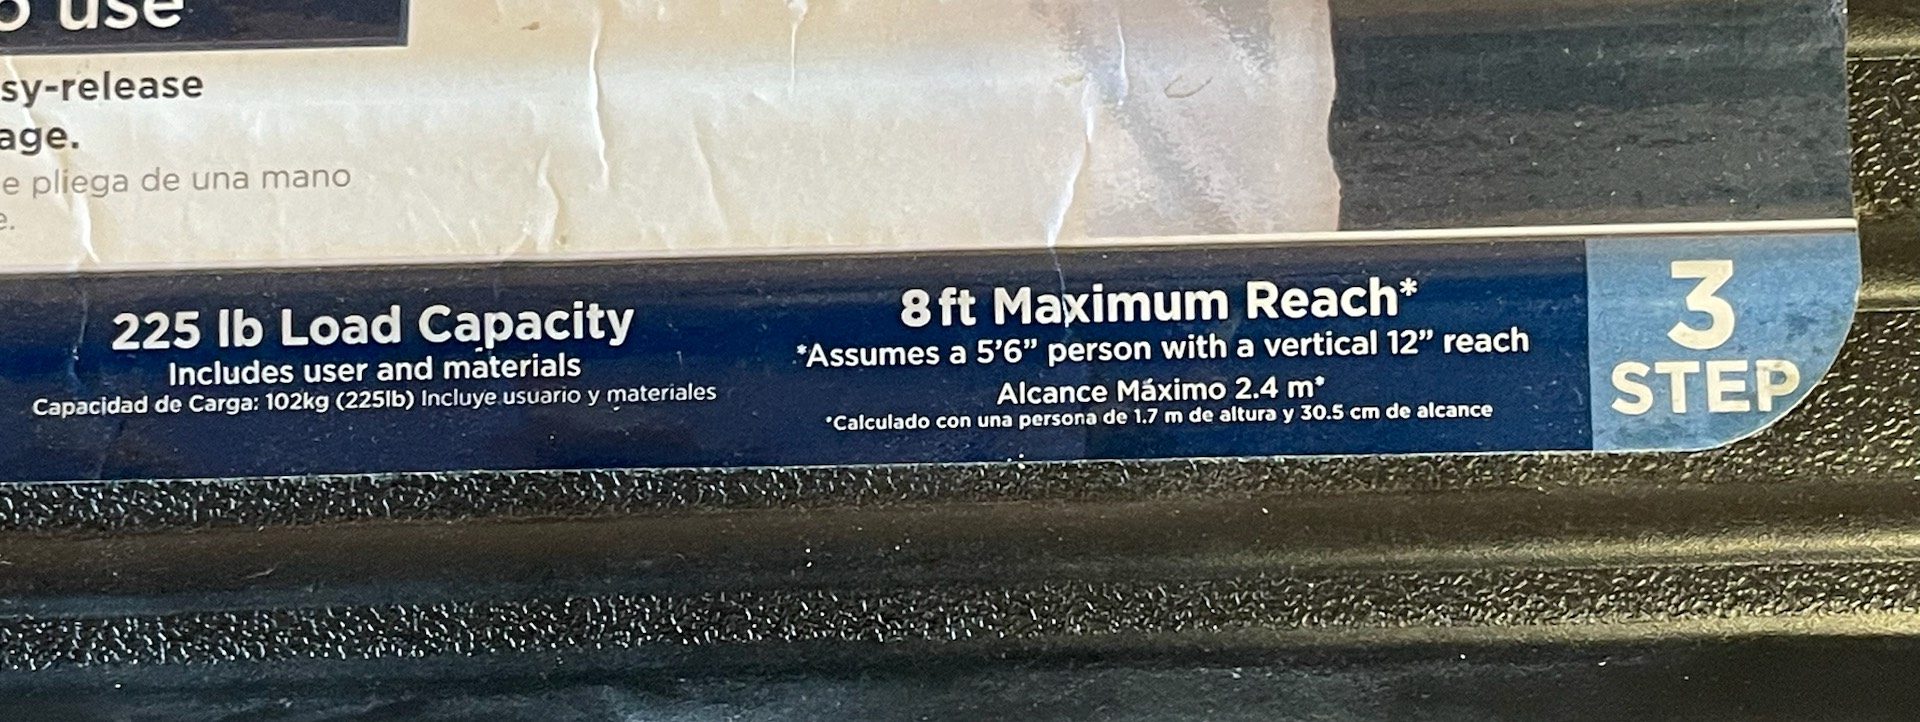 use
sy-release
age.
e pliega de una mano
e.
225 lb Load Capacity
Includes user and materials
Capacidad de Carga: 102kg (225lb) Incluye usuario y materiales
8ft Maximum Reach*
*Assumes a 5'6” person with a vertical 12” reach
Alcance Máximo 2.4 m*
*Calculado con una persona de 1.7 m de altura y 30.5 cm de alcance
3
STEP